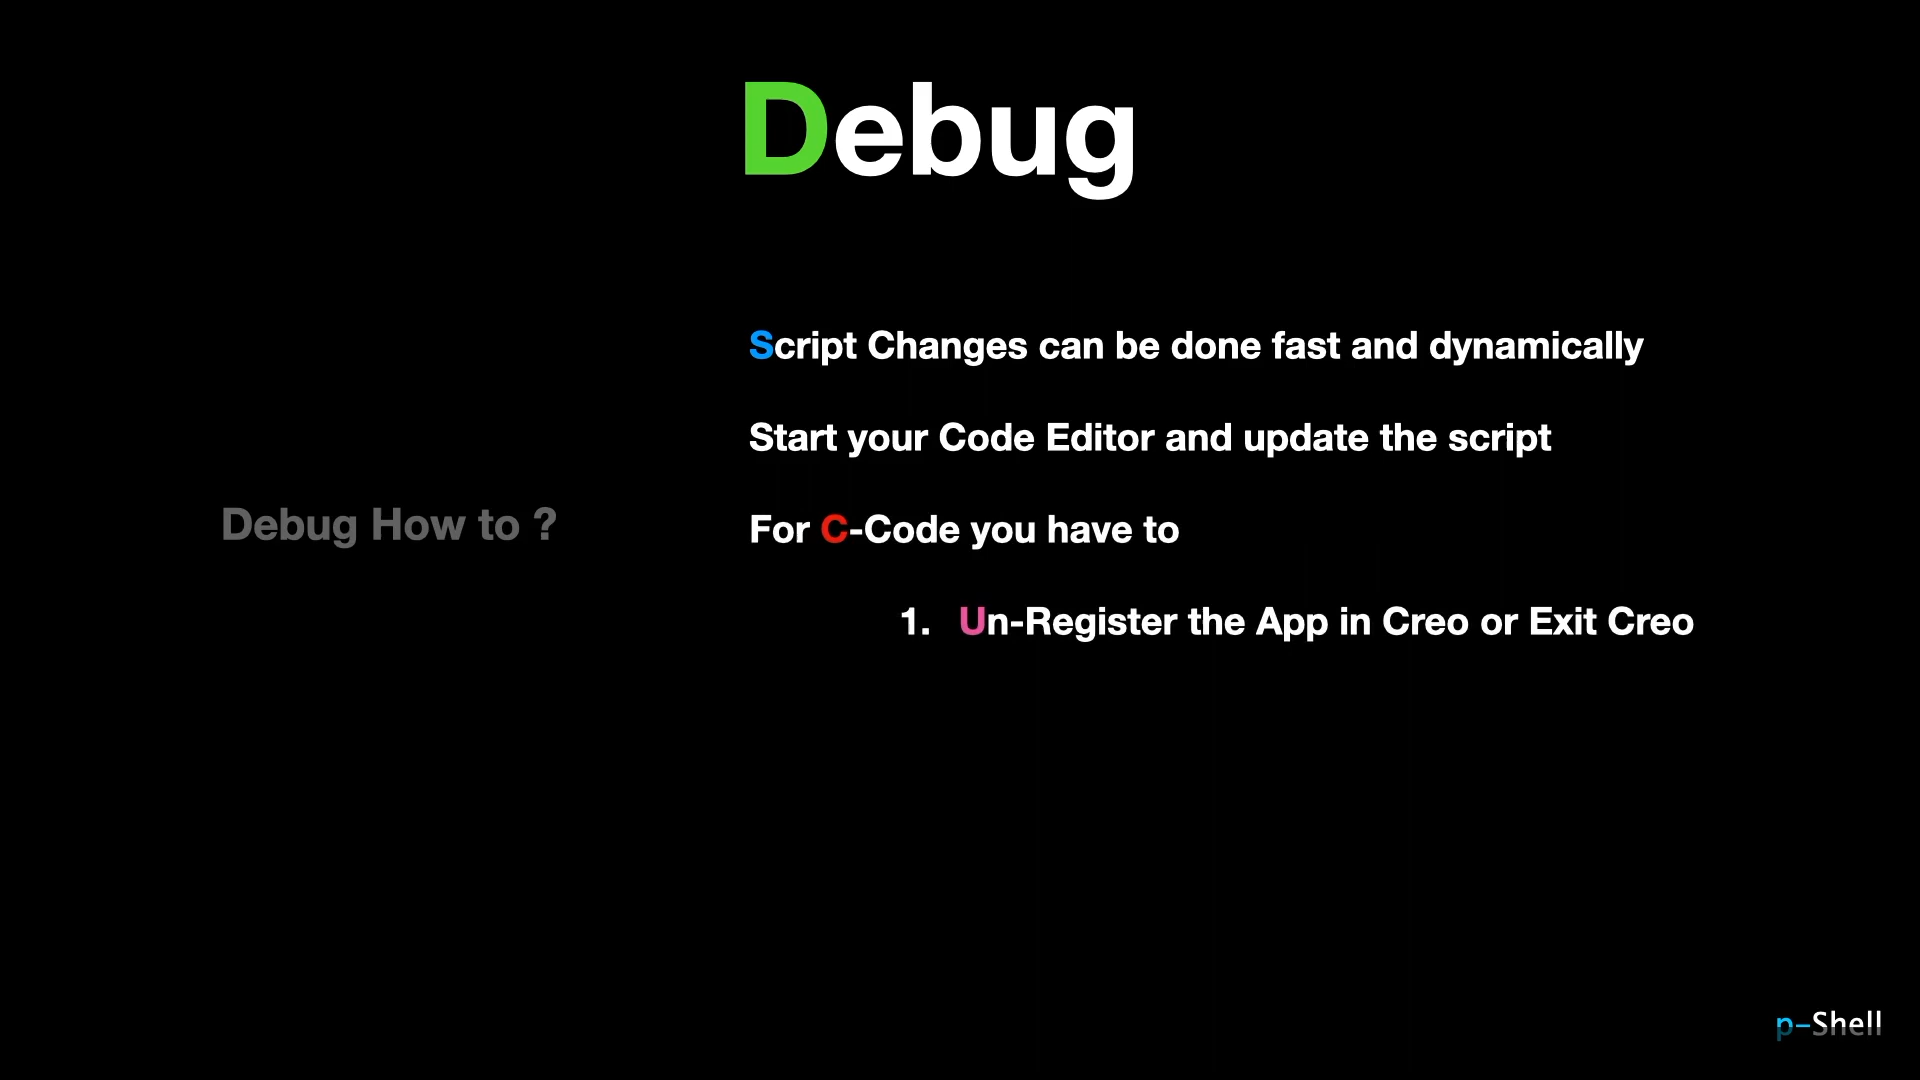 Debug
Debug How to ?
Script Changes can be done fast and dynamically
Start your Code Editor and update the script
For C-Code you have to
1. Un-Register the App in Creo or Exit Creo
p-Shell